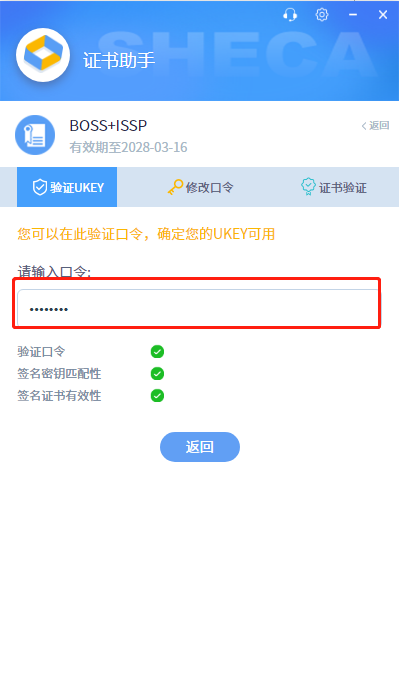 SHECA
证书助手
BOSS+ISSP
有效期至2028-03-16
返回
验证UKEY 修改口令 证书验证
您可以在此验证口令，确定您的UKEY可用
请输入口令:
••••••••
验证口令
签名密钥匹配性
签名证书有效性
返回